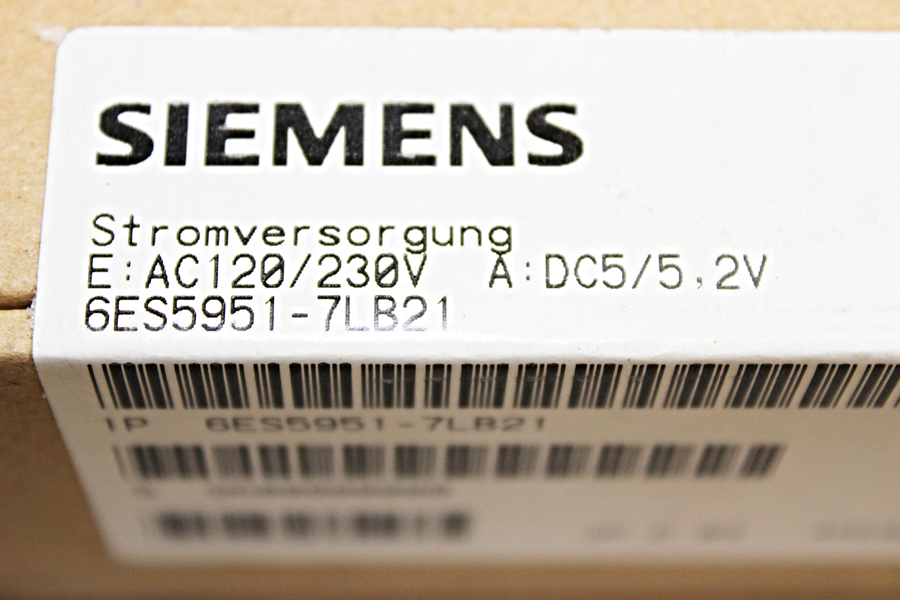 SIEMENS
Stromversorgung
E:AC120/230V A:DC5/5,2V
6ES5951-7LB21
1P 6ES5951-7LB21